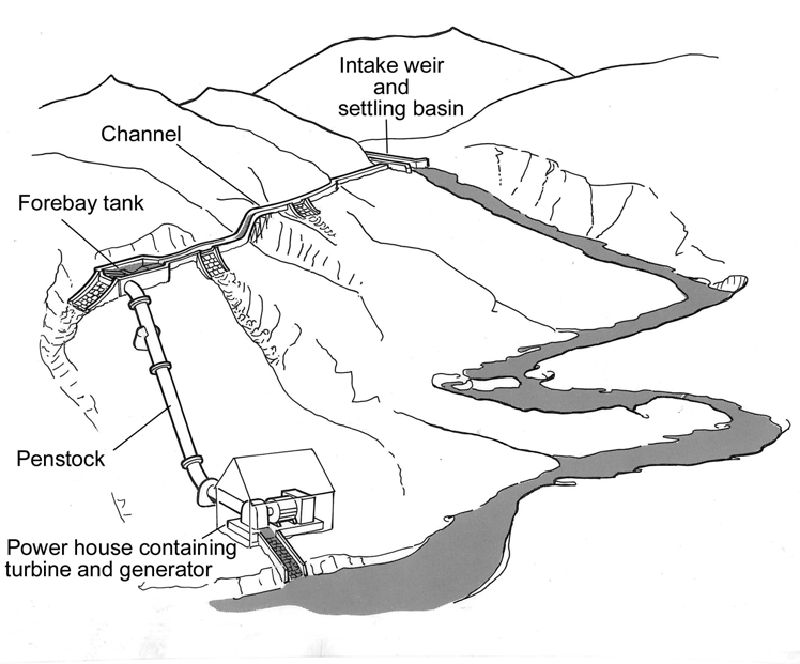 Intake weir
and
settling basin
Channel
Forebay tank
Penstock
Power house containing
turbine and generator